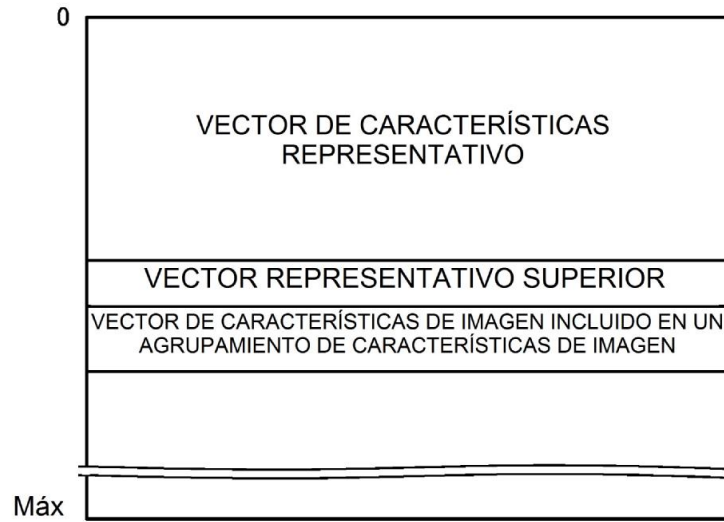 0
VECTOR DE CARACTERÍSTICAS
REPRESENTATIVO
VECTOR REPRESENTATIVO SUPERIOR
VECTOR DE CARACTERÍSTICAS DE IMAGEN INCLUIDO EN UN
AGRUPAMIENTO DE CARACTERÍSTICAS DE IMAGEN
Máx